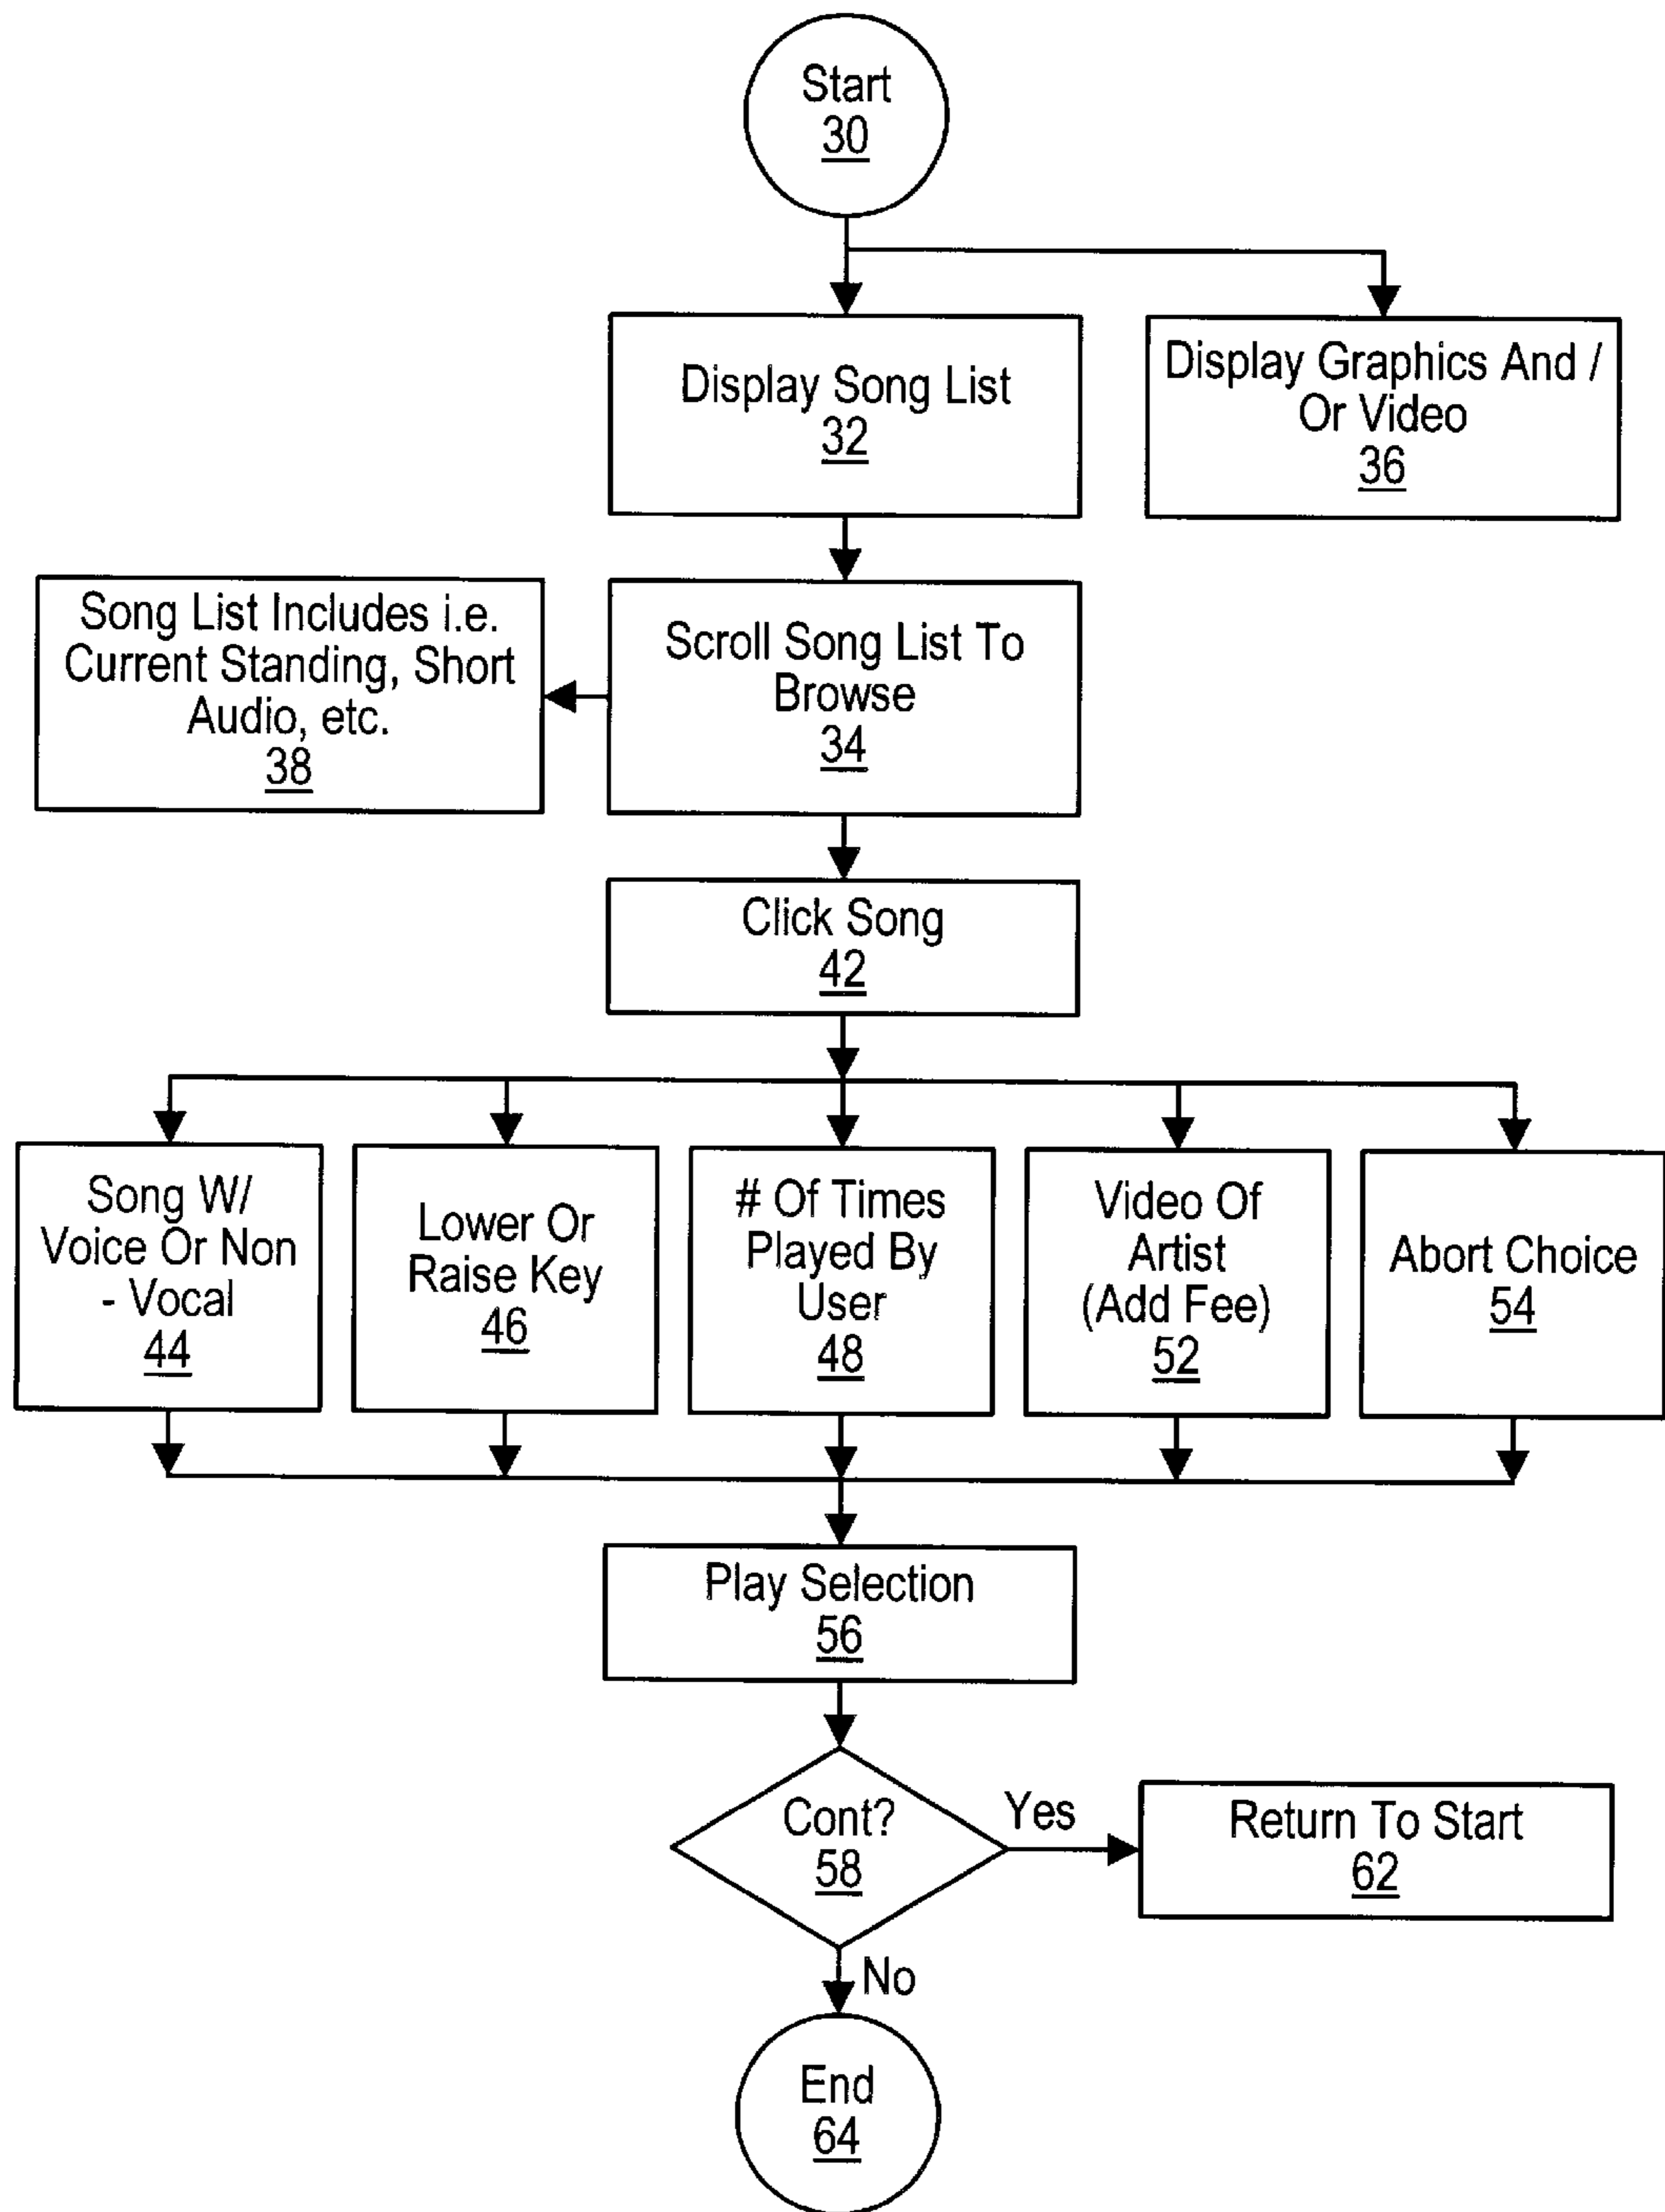 Start
30
Display Song List
32
Display Graphics And /
Or Video
36
Song List Includes i.e.
Current Standing, Short
Audio, etc.
38
Scroll Song List To
Browse
34
Click Song
42
Song W/
Voice Or Non
- Vocal
44
Lower Or
Raise Key
46
# Of Times
Played By
User
48
Video Of
Artist
(Add Fee)
52
Abort Choice
54
Play Selection
56
Cont?
58
Yes
Return To Start
62
No
End
64